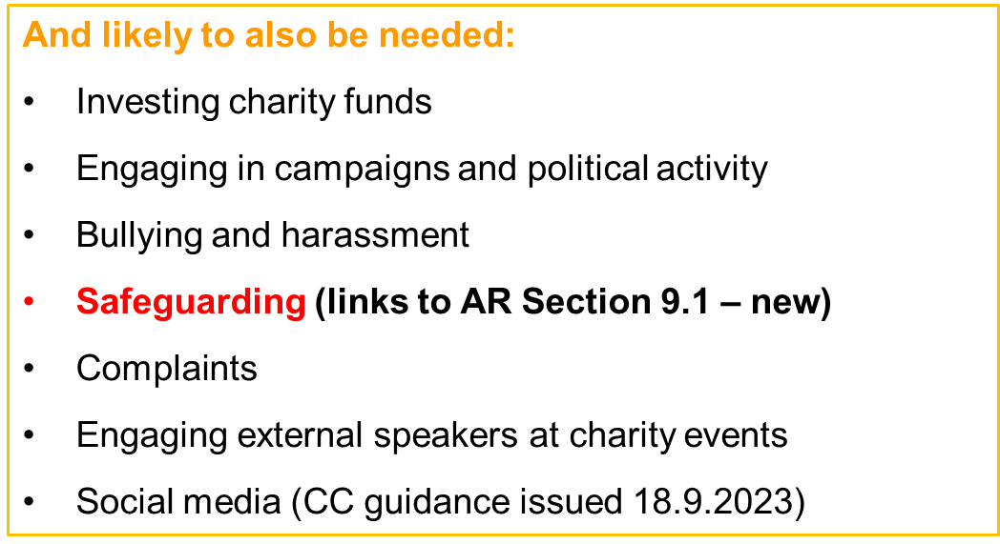 And likely to also be needed:
• Investing charity funds
• Engaging in campaigns and political activity
• Bullying and harassment
• Safeguarding (links to AR Section 9.1 – new)
• Complaints
• Engaging external speakers at charity events
• Social media (CC guidance issued 18.9.2023)